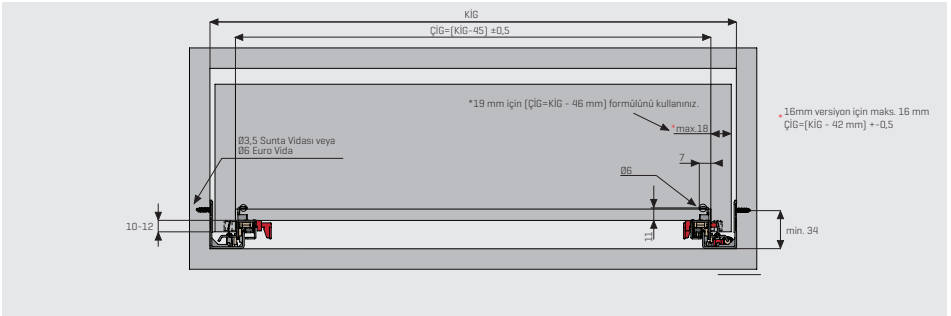 KİG
ÇİG=(KİG-45) ±0,5
*19 mm için (ÇİG=KİG - 46 mm) formülünü kullanınız.
*max.18
*16mm versiyon için maks. 16 mm
ÇİG=(KİG - 42 mm) +-0,5
Ø3,5 Sunta Vidası veya
Ø6 Euro Vida
7
Ø6
10-12
11
min. 34